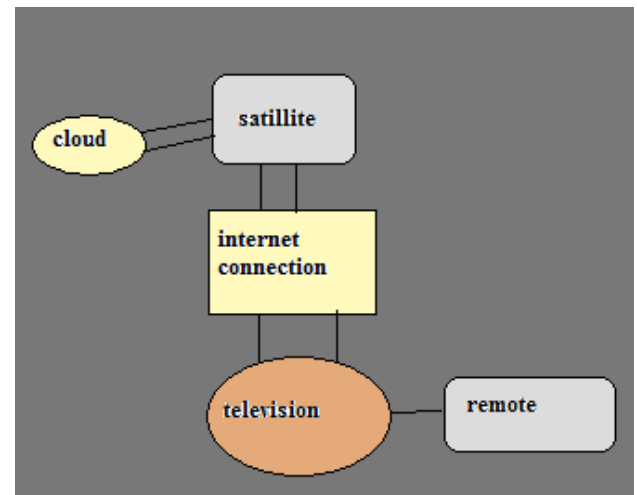 satillite
cloud
internet
connection
television
remote